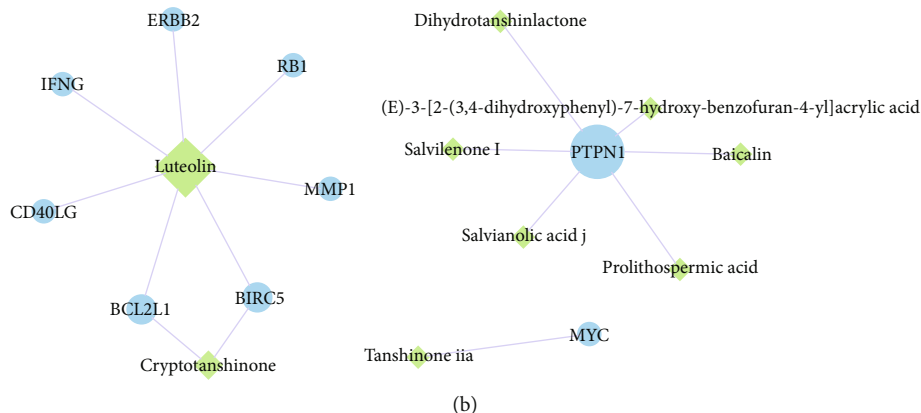 ERBB2
RB1
IFNG
Luteolin
MMP1
CD40LG
BCL2L1
BIRC5
Cryptotanshinone
Dihydrotanshinlactone
(E)-3-[2-(3,4-dihydroxyphenyl)-7-hydroxy-benzofuran-4-yl]acrylic acid
Salvilenone I
PTPN1
Baicalin
Salvianolic acid j
Prolithospermic acid
MYC
Tanshinone iia
(b)